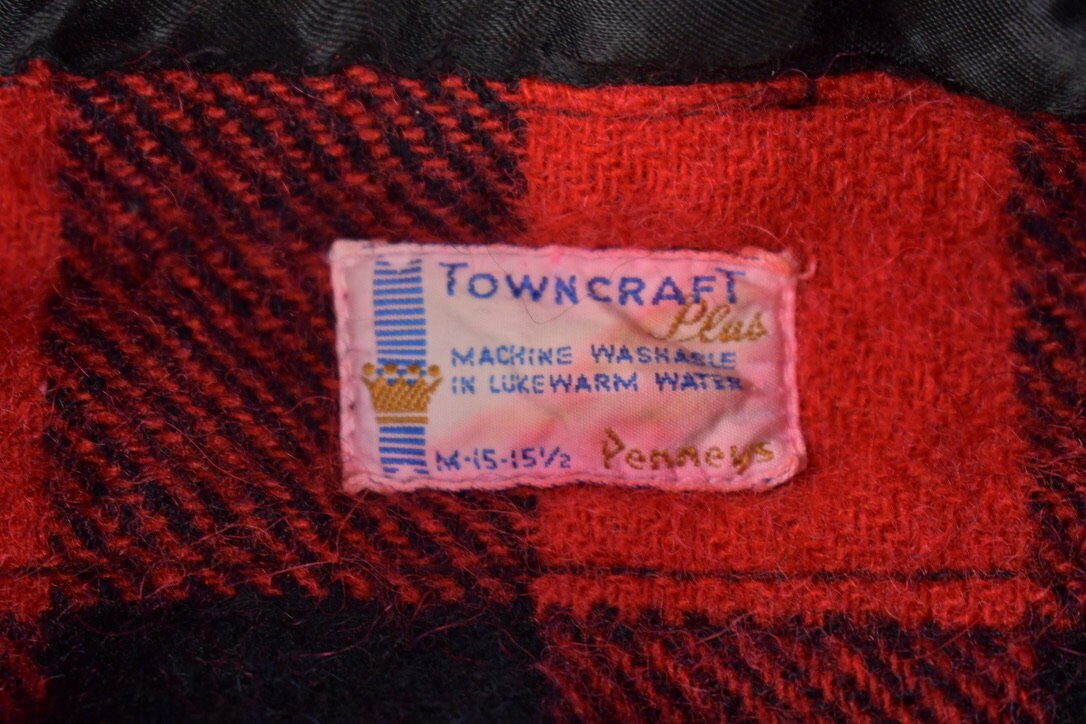 TOWNCRAFT
Plus
MACHINE WASHABLE
IN LUKEWARM WATER
M-15-15½ Penneys